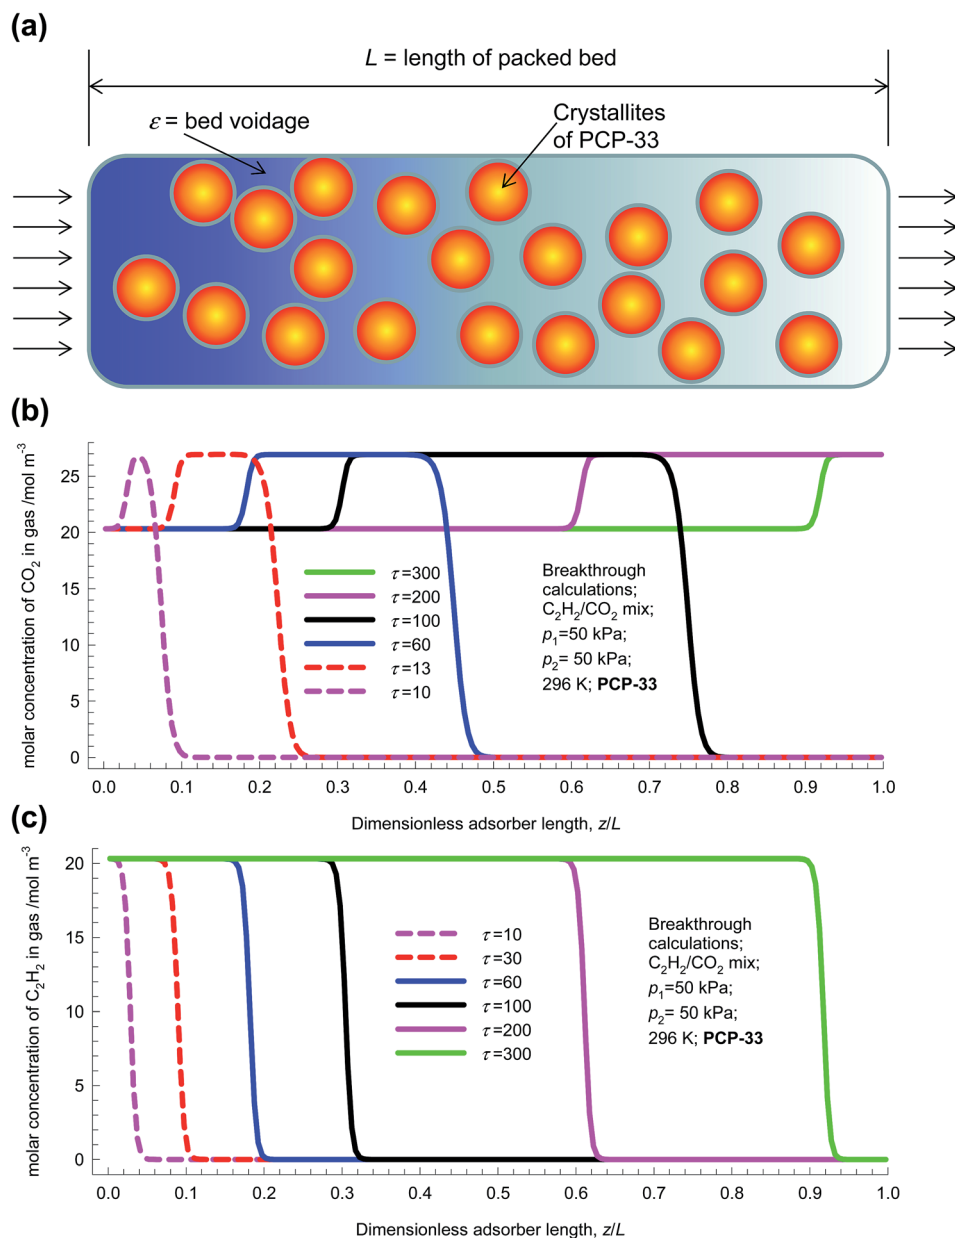 (a)
L = length of packed bed
ε = bed voidage
Crystallites
of PCP-33
(b)
molar concentration of CO₂ in gas /mol m⁻³
25
20
15
10
5
0
τ=300
τ=200
τ=100
τ=60
τ=13
τ=10
Breakthrough
calculations;
C₂H₂/CO₂ mix;
p₁=50 kPa;
p₂= 50 kPa;
296 K; PCP-33
0.0 0.1 0.2 0.3 0.4 0.5 0.6 0.7 0.8 0.9 1.0
Dimensionless adsorber length, z/L
(c)
molar concentration of C₂H₂ in gas /mol m⁻³
20
15
10
5
0
τ=10
τ=30
τ=60
τ=100
τ=200
τ=300
Breakthrough
calculations;
C₂H₂/CO₂ mix;
p₁=50 kPa;
p₂= 50 kPa;
296 K; PCP-33
0.0 0.1 0.2 0.3 0.4 0.5 0.6 0.7 0.8 0.9 1.0
Dimensionless adsorber length, z/L